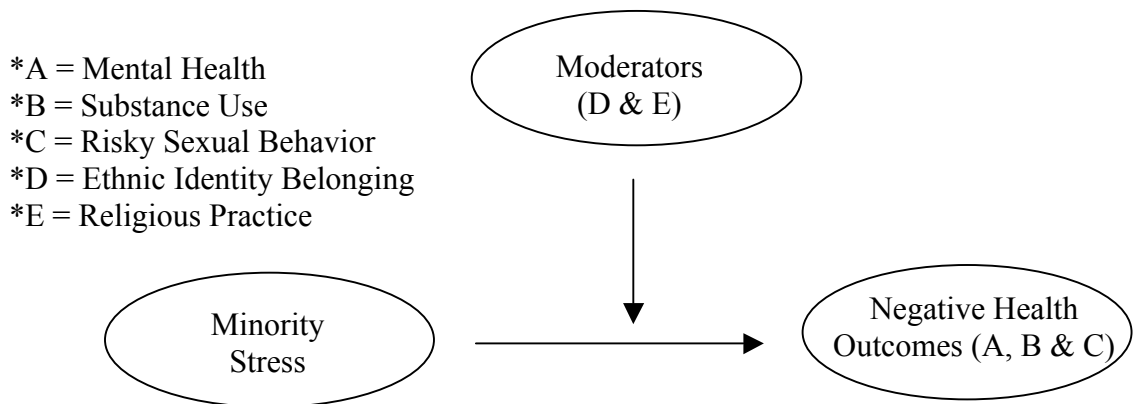 *A = Mental Health
*B = Substance Use
*C = Risky Sexual Behavior
*D = Ethnic Identity Belonging
*E = Religious Practice
Moderators
(D & E)
Minority
Stress
Negative Health
Outcomes (A, B & C)